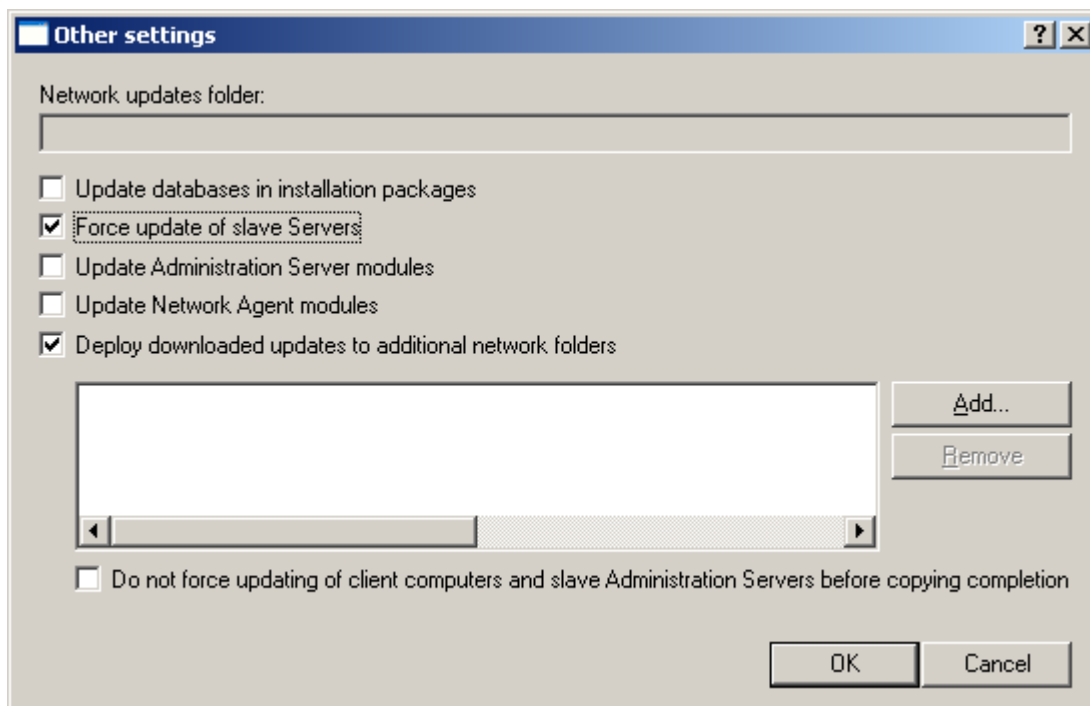 Other settings
Network updates folder:
Update databases in installation packages
Force update of slave Servers
Update Administration Server modules
Update Network Agent modules
Deploy downloaded updates to additional network folders
Add...
Remove
Do not force updating of client computers and slave Administration Servers before copying completion
OK Cancel